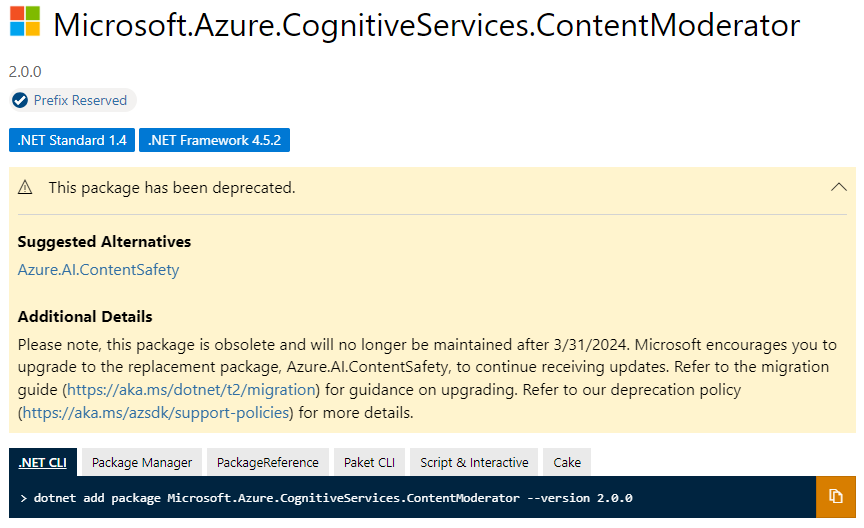 Microsoft.Azure.CognitiveServices.ContentModerator
2.0.0
Prefix Reserved
.NET Standard 1.4 .NET Framework 4.5.2
This package has been deprecated.
Suggested Alternatives
Azure.AI.ContentSafety
Additional Details
Please note, this package is obsolete and will no longer be maintained after 3/31/2024. Microsoft encourages you to
upgrade to the replacement package, Azure.AI.ContentSafety, to continue receiving updates. Refer to the migration
guide (https://aka.ms/dotnet/t2/migration) for guidance on upgrading. Refer to our deprecation policy
(https://aka.ms/azsdk/support-policies) for more details.
.NET CLI Package Manager PackageReference Paket CLI Script & Interactive Cake
> dotnet add package Microsoft.Azure.CognitiveServices.ContentModerator --version 2.0.0